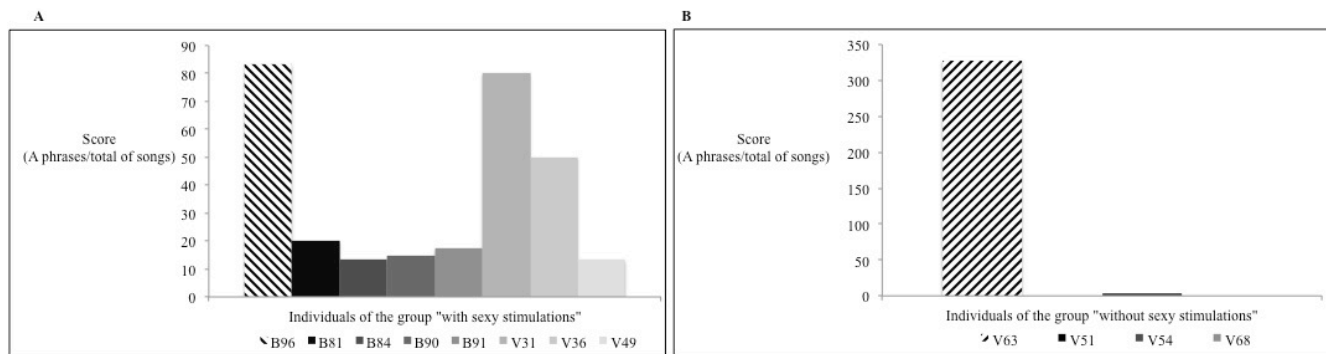 A
90
80
70
60
50
40
30
20
10
0
Score
(A phrases/total of songs)
Individuals of the group "with sexy stimulations"
B96 B81 B84 B90 B91 V31 V36 V49
B
350
300
250
200
150
100
50
0
Score
(A phrases/total of songs)
Individuals of the group "without sexy stimulations"
V63 V51 V54 V68